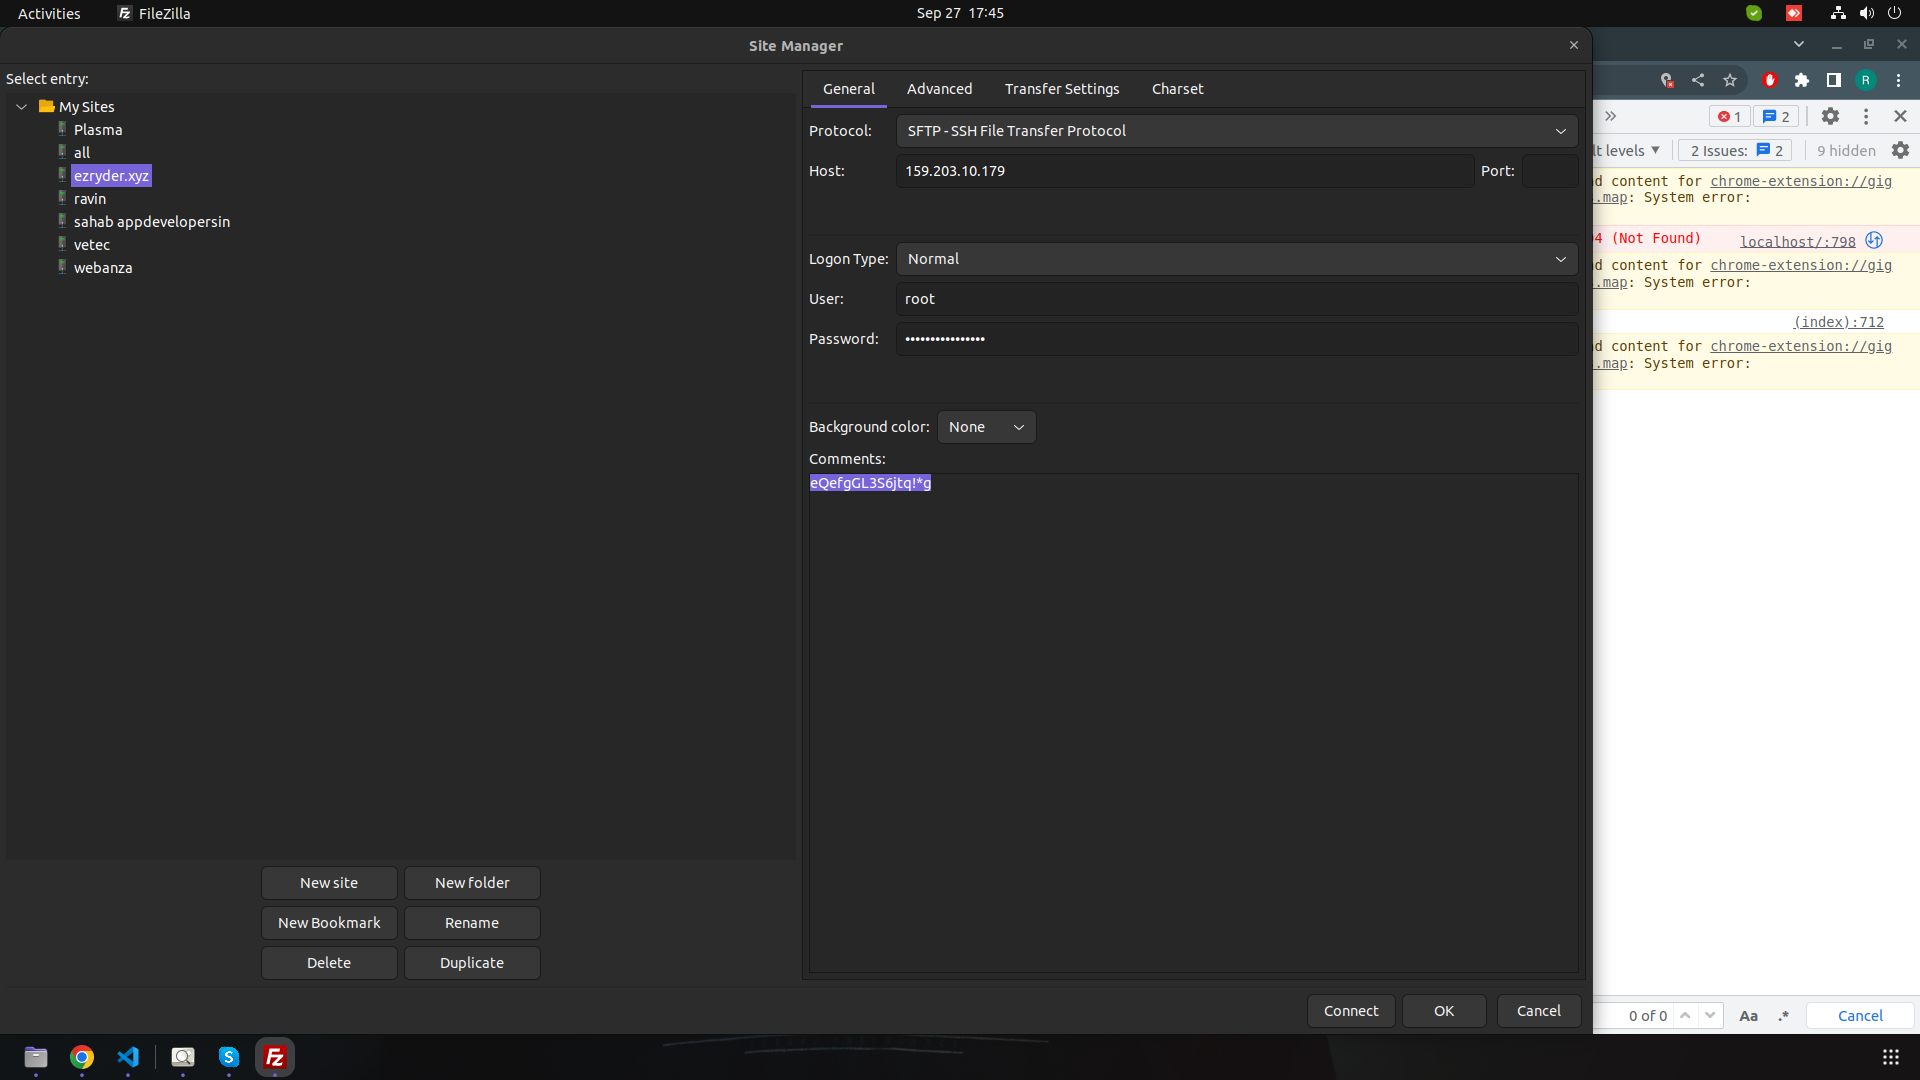 Activities
FileZilla
Sep 27 17:45
Site Manager
Select entry:
My Sites
Plasma
all
ezryder.xyz
ravin
sahab appdevelopersin
vetec
webanza
New site
New folder
New Bookmark
Rename
Delete
Duplicate
General
Advanced
Transfer Settings
Charset
Protocol:
SFTP - SSH File Transfer Protocol
Host:
159.203.10.179
Port:
Logon Type:
Normal
User:
root
Password:
••••••••••••••••
Background color:
None
Comments:
eQefgGL3S6jtq!*g
Connect
OK
Cancel
R
1
2
lt levels
2 Issues:
2
9 hidden
d content for chrome-extension://gig
.map: System error:
4 (Not Found)
localhost/:798
d content for chrome-extension://gig
.map: System error:
(index):712
d content for chrome-extension://gig
.map: System error:
0 of 0
Aa
.*
Cancel